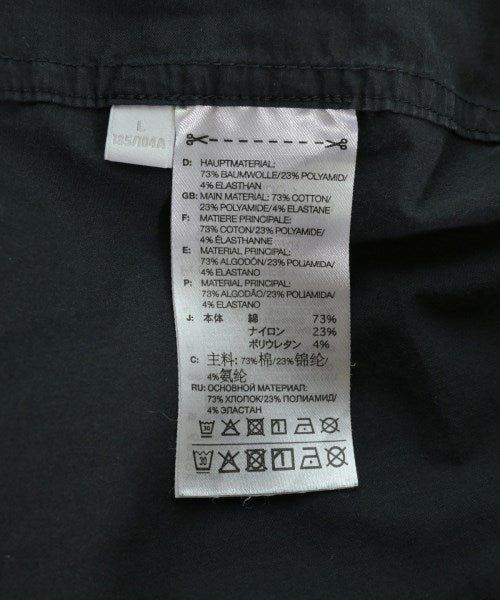 L
185/104A
D: HAUPTMATERIAL:
73% BAUMWOLLE/23% POLYAMID/
4% ELASTHAN
GB: MAIN MATERIAL: 73% COTTON/
23% POLYAMIDE/4% ELASTANE
F: MATIERE PRINCIPALE:
73% COTON/23% POLYAMIDE/
4% ÉLASTHANNE
E: MATERIAL PRINCIPAL:
73% ALGODÓN/23% POLIAMIDA/
4% ELASTANO
P: MATERIAL PRINCIPAL:
73% ALGODÃO/23% POLIAMIDA/
4% ELASTANO
J: 本体 綿 73%
ナイロン 23%
ポリウレタン 4%
C: 主料: 73%棉/23%锦纶/
4%氨纶
RU: ОСНОВНОЙ МАТЕРИАЛ:
73% ХЛОПОК/23% ПОЛИАМИД/
4% ЭЛАСТАН
30
30